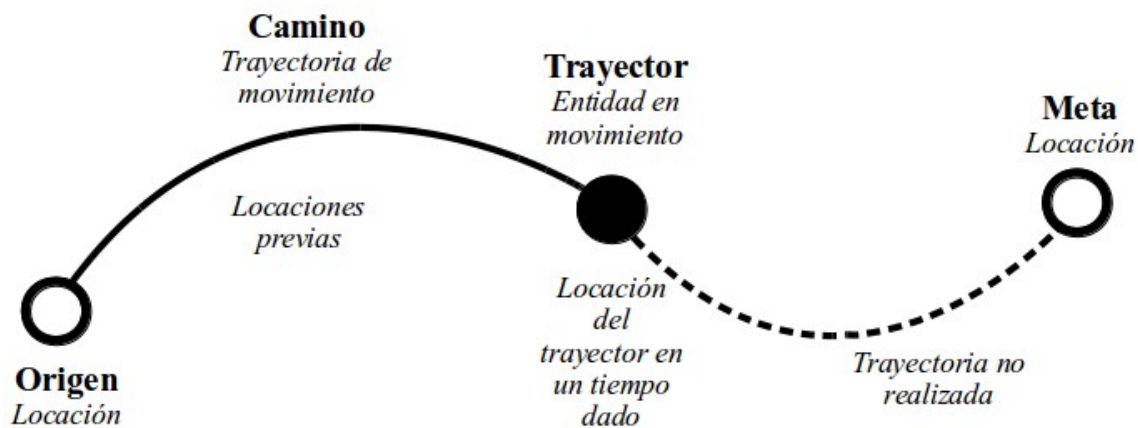 Camino
Trayectoria de
movimiento
Trayector
Entidad en
movimiento
Meta
Locación
Locaciones
previas
Origen
Locación
Locación
del
trayector en
un tiempo
dado
Trayectoria no
realizada